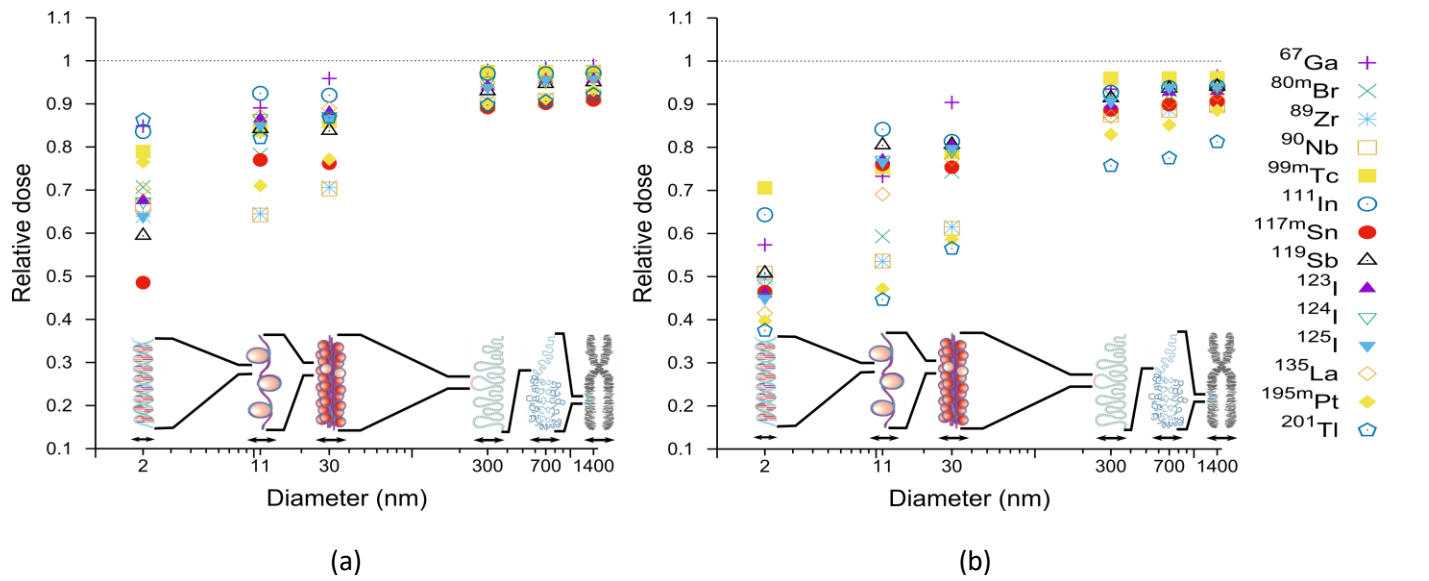 1.1
1
0.9
0.8
0.7
0.6
0.5
0.4
0.3
0.2
0.1
Relative dose
2 11 30 300 700 1400
Diameter (nm)
(a)
1.1
1
0.9
0.8
0.7
0.6
0.5
0.4
0.3
0.2
0.1
Relative dose
2 11 30 300 700 1400
Diameter (nm)
(b)
67Ga
80mBr
89Zr
90Nb
99mTc
111In
117mSn
119Sb
123I
124I
125I
135La
195mPt
201Tl